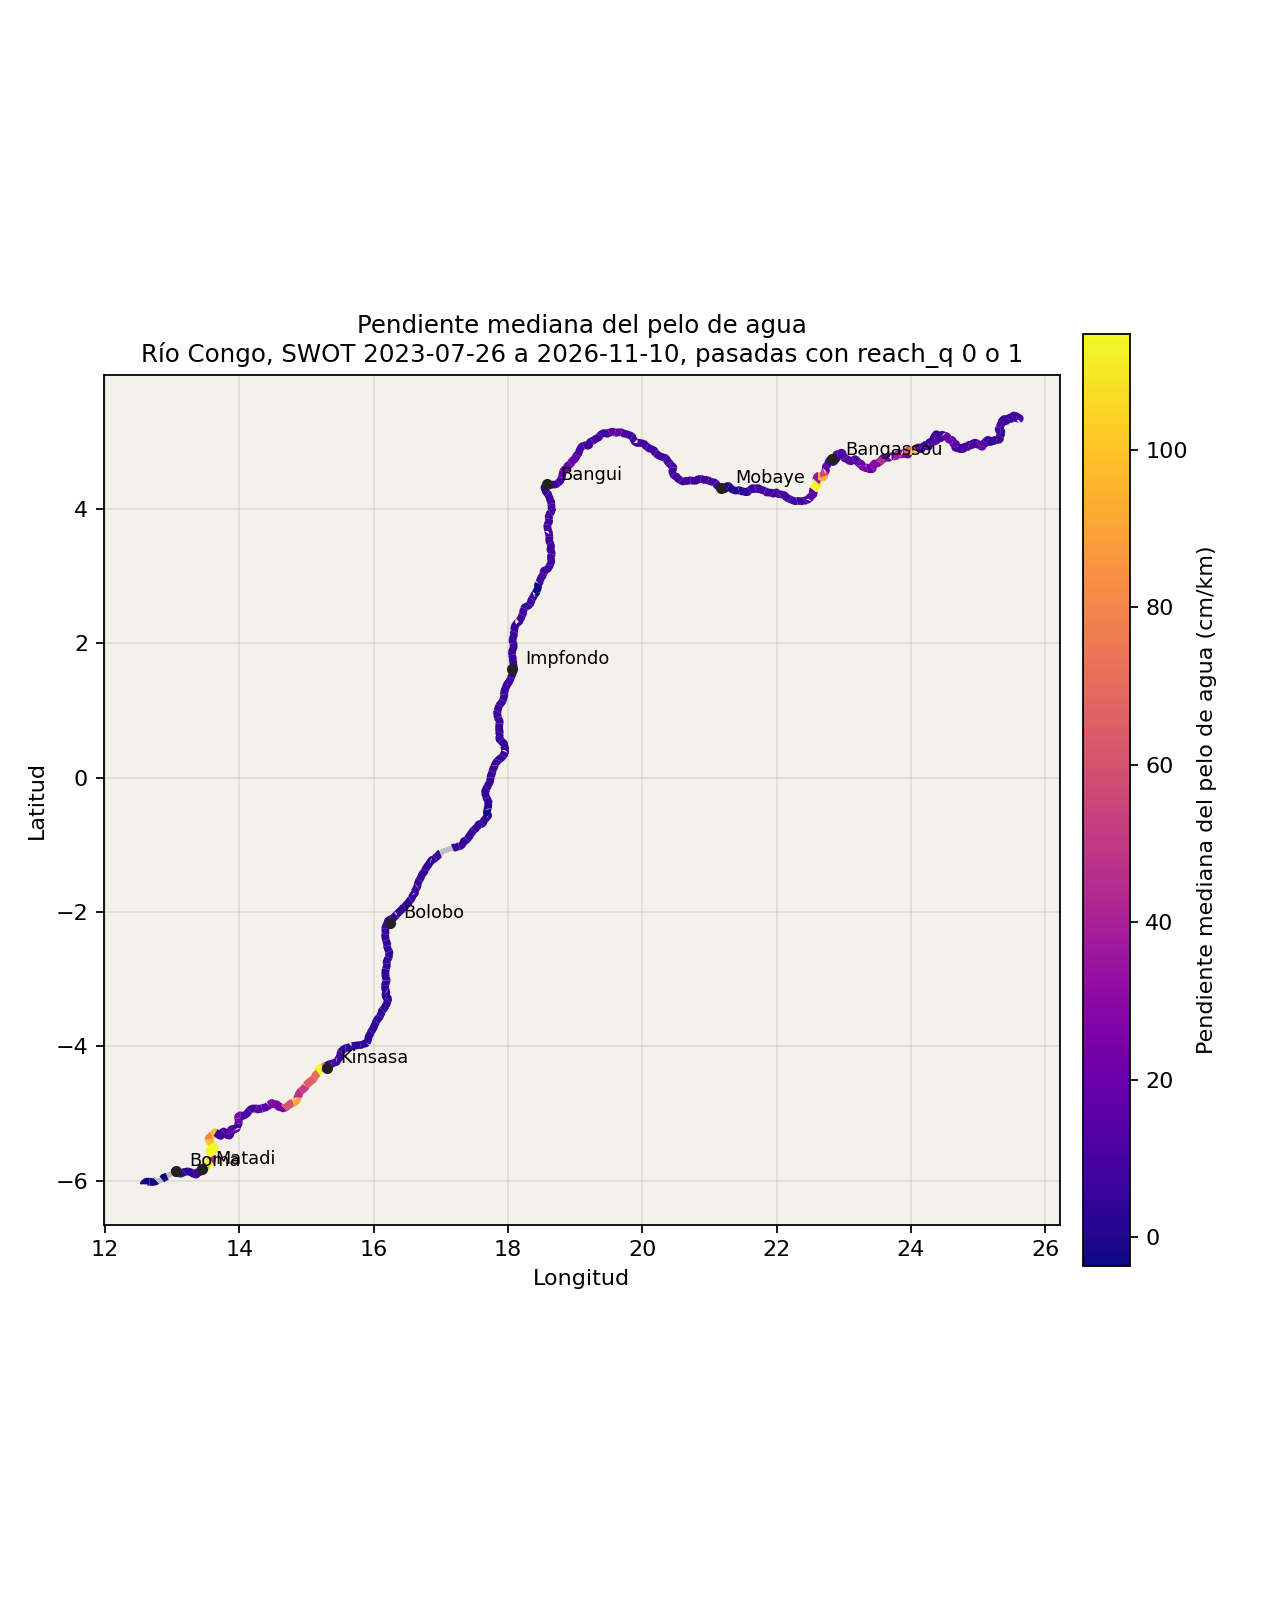 Pendiente mediana del pelo de agua
Río Congo, SWOT 2023-07-26 a 2026-11-10, pasadas con reach_q 0 o 1
Bangassou
Bangui
Mobaye
Impfondo
Bolobo
Kinsasa
Boma
Matadi
4
2
0
−2
−4
−6
Latitud
12
14
16
18
20
22
24
26
Longitud
100
80
60
40
20
0
Pendiente mediana del pelo de agua (cm/km)